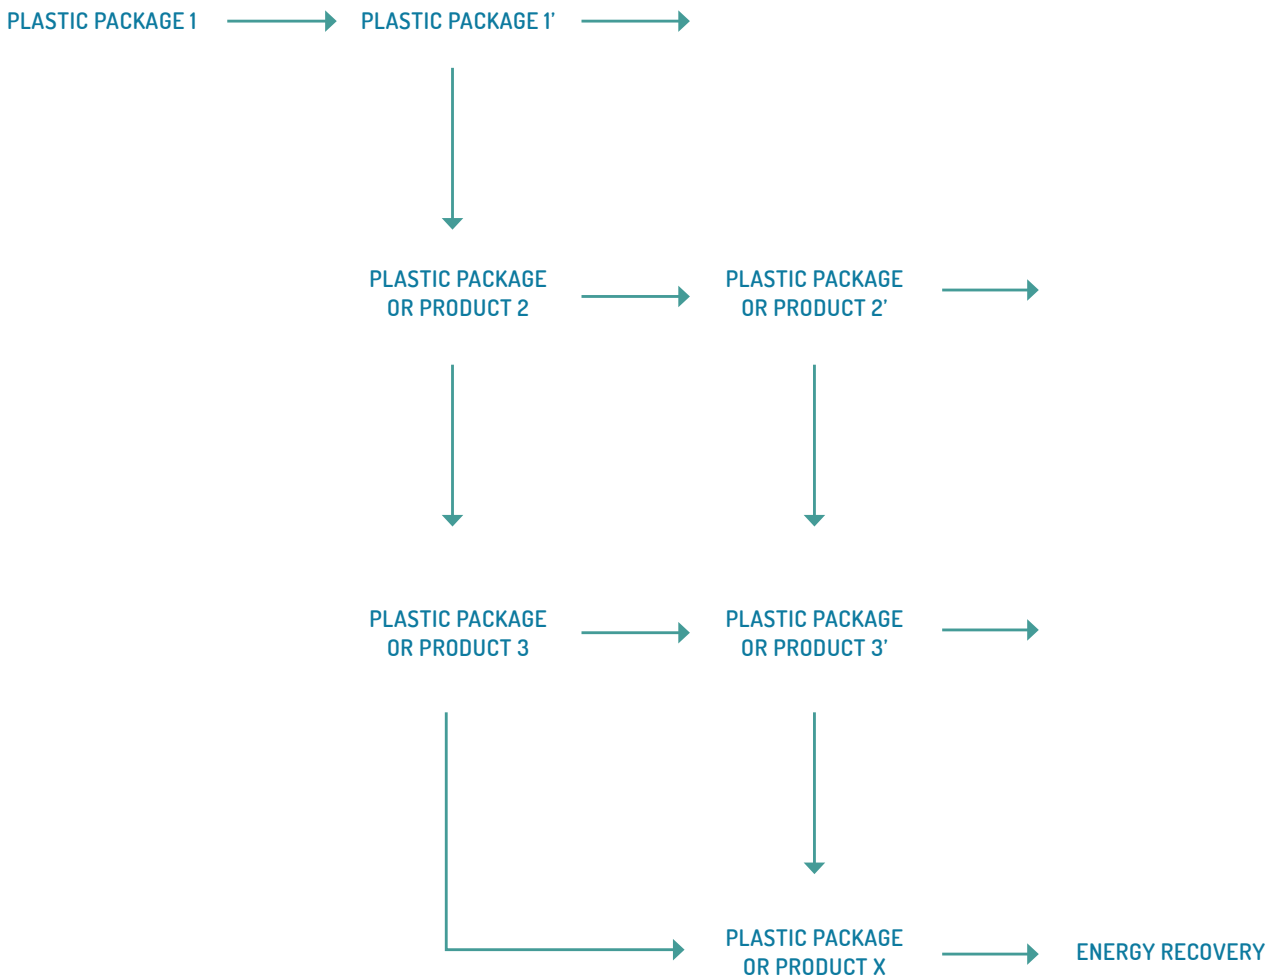 PLASTIC PACKAGE 1
PLASTIC PACKAGE 1’
PLASTIC PACKAGE
OR PRODUCT 2
PLASTIC PACKAGE
OR PRODUCT 2’
PLASTIC PACKAGE
OR PRODUCT 3
PLASTIC PACKAGE
OR PRODUCT 3’
PLASTIC PACKAGE
OR PRODUCT X
ENERGY RECOVERY